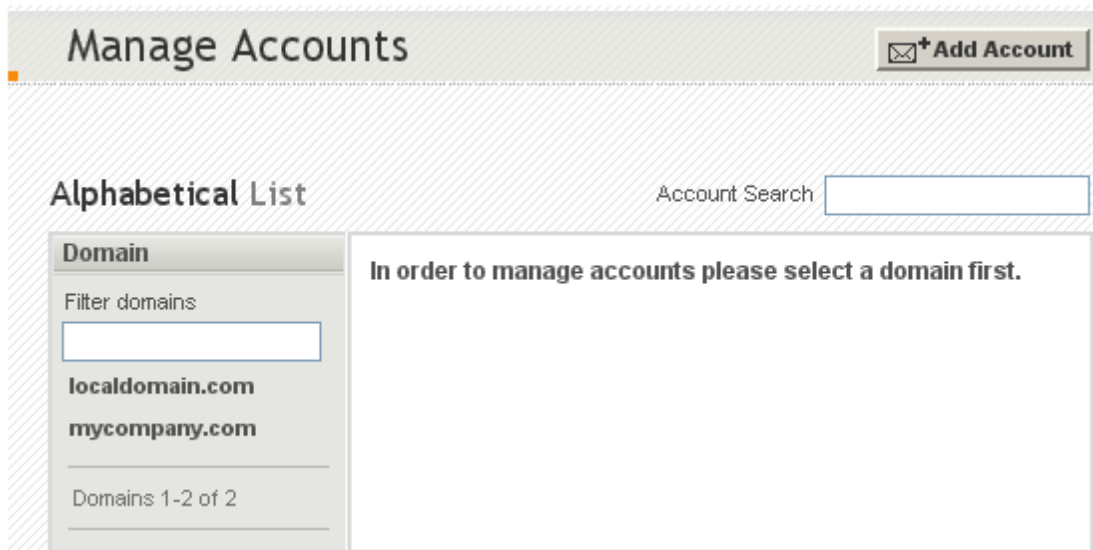 Manage Accounts
Add Account
Alphabetical List
Account Search
Domain
In order to manage accounts please select a domain first.
Filter domains
localdomain.com
mycompany.com
Domains 1-2 of 2